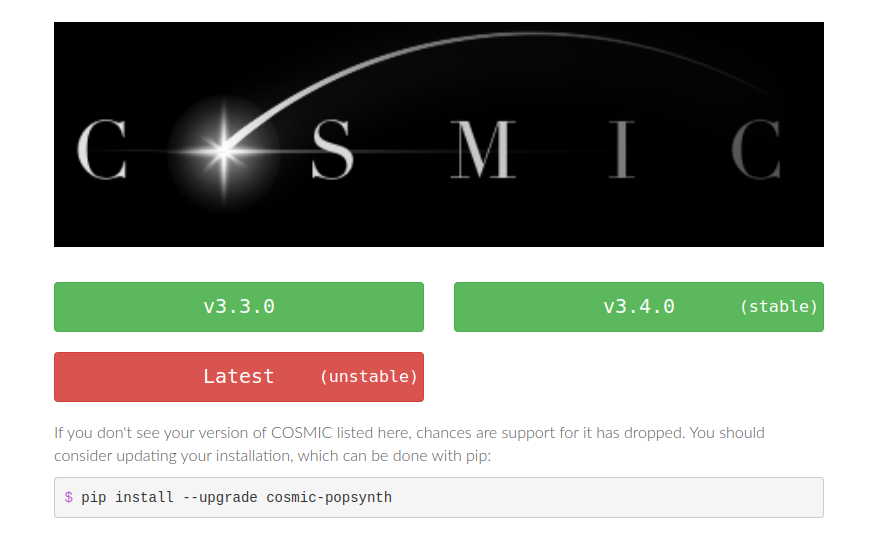 C O S M I C
v3.3.0
v3.4.0 (stable)
Latest (unstable)
If you don't see your version of COSMIC listed here, chances are support for it has dropped. You should
consider updating your installation, which can be done with pip:
$ pip install --upgrade cosmic-popsynth